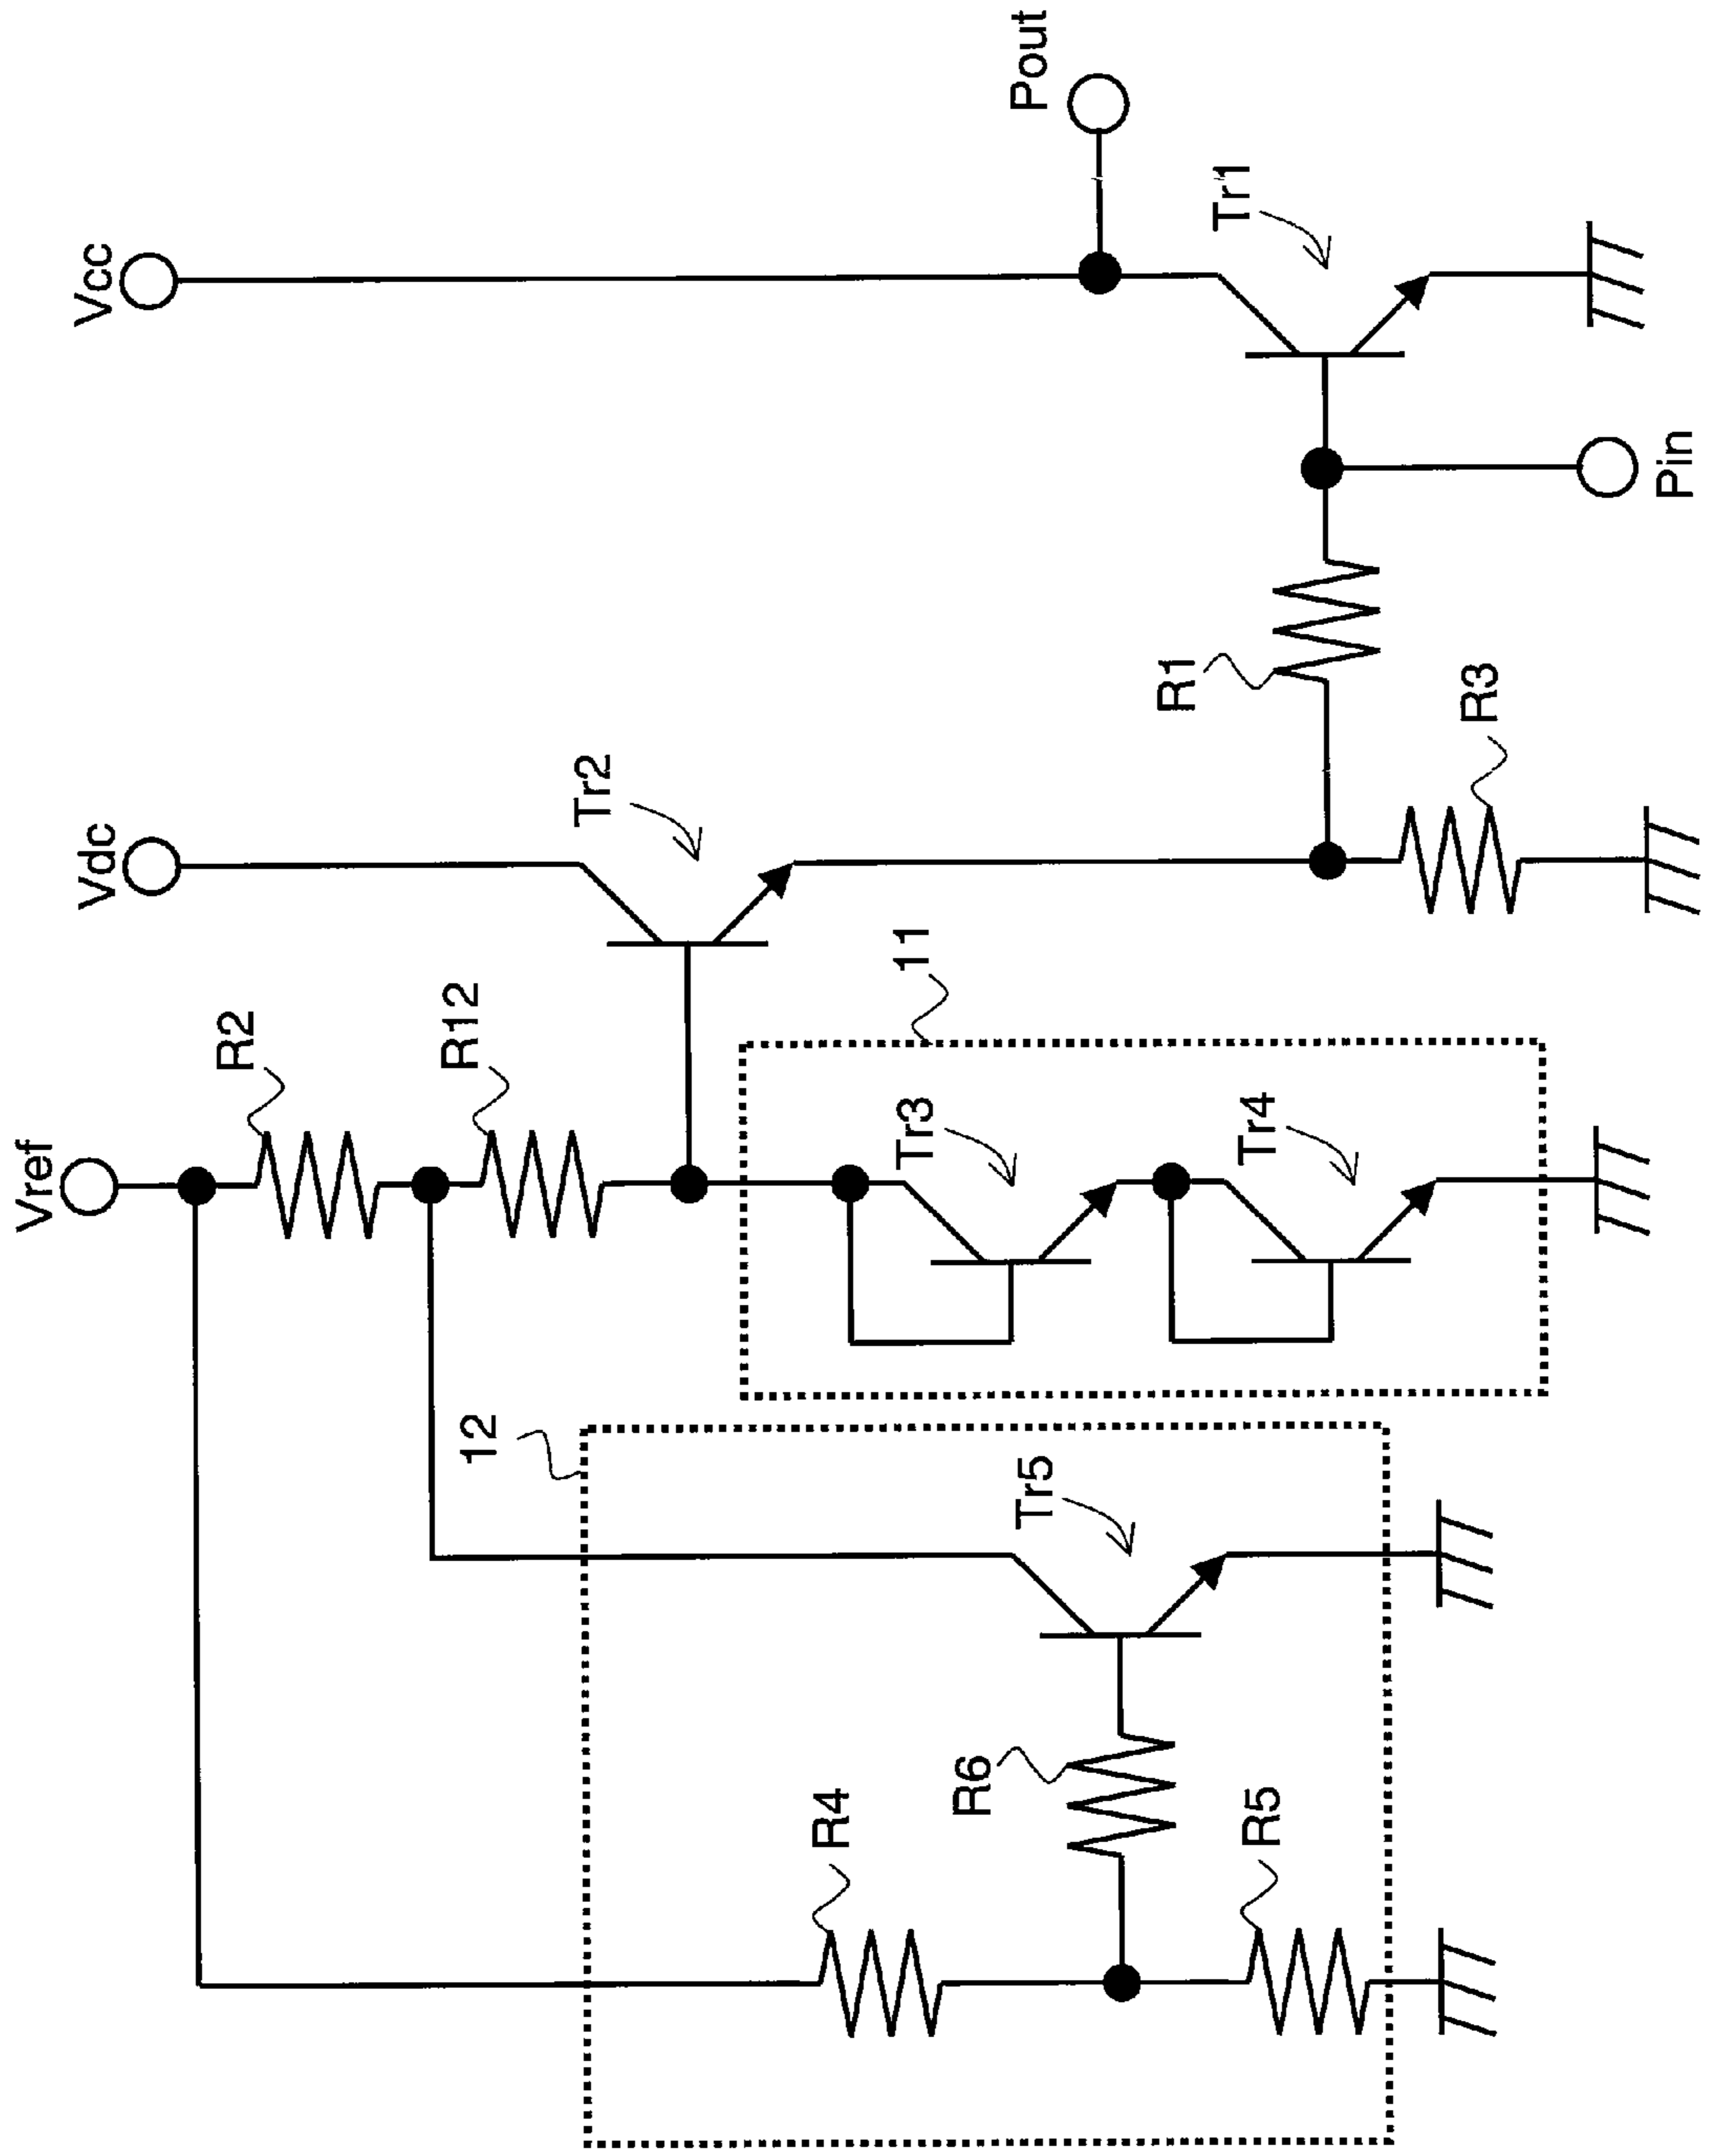 Vref
Vdc
Vcc
R2
R12
Tr2
Pout
12
11
Tr3
Tr4
Tr5
R1
R3
Tr1
Pin
R4
R6
R5